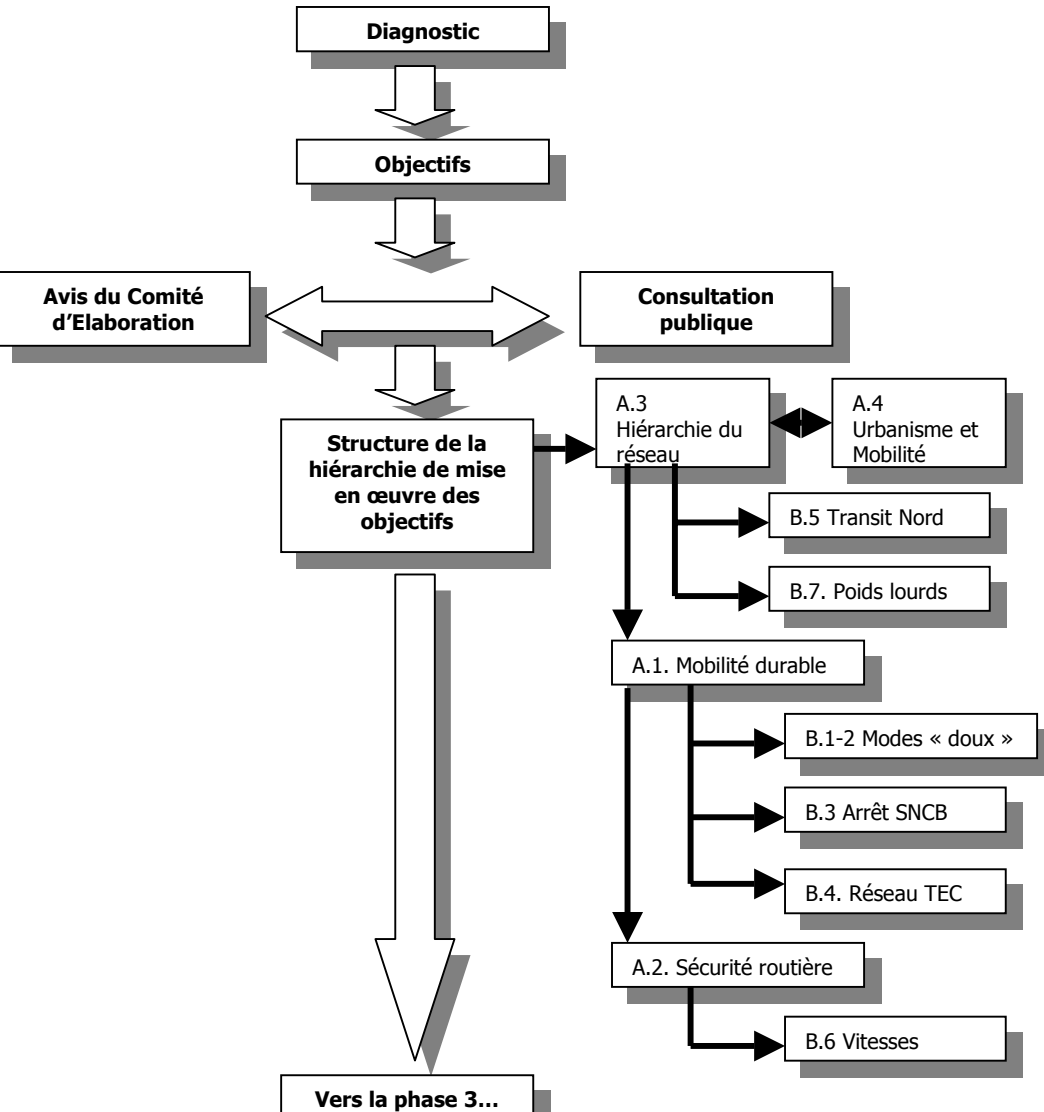 Diagnostic
Objectifs
Avis du Comité
d'Elaboration
Consultation
publique
Structure de la
hiérarchie de mise
en œuvre des
objectifs
A.3
Hiérarchie du
réseau
A.4
Urbanisme et
Mobilité
B.5 Transit Nord
B.7. Poids lourds
A.1. Mobilité durable
B.1-2 Modes « doux »
B.3 Arrêt SNCB
B.4. Réseau TEC
A.2. Sécurité routière
B.6 Vitesses
Vers la phase 3…